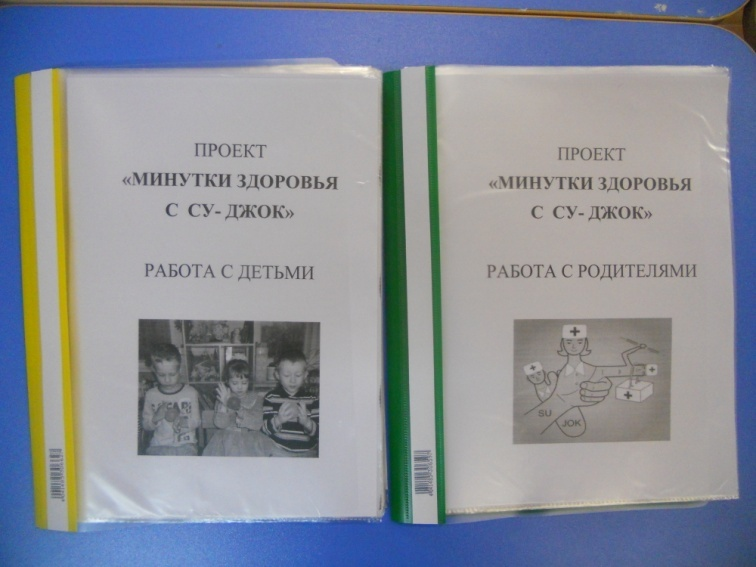 ПРОЕКТ
«МИНУТКИ ЗДОРОВЬЯ
С СУ- ДЖОК»
РАБОТА С ДЕТЬМИ
ПРОЕКТ
«МИНУТКИ ЗДОРОВЬЯ
С СУ- ДЖОК»
РАБОТА С РОДИТЕЛЯМИ
SU
JOK